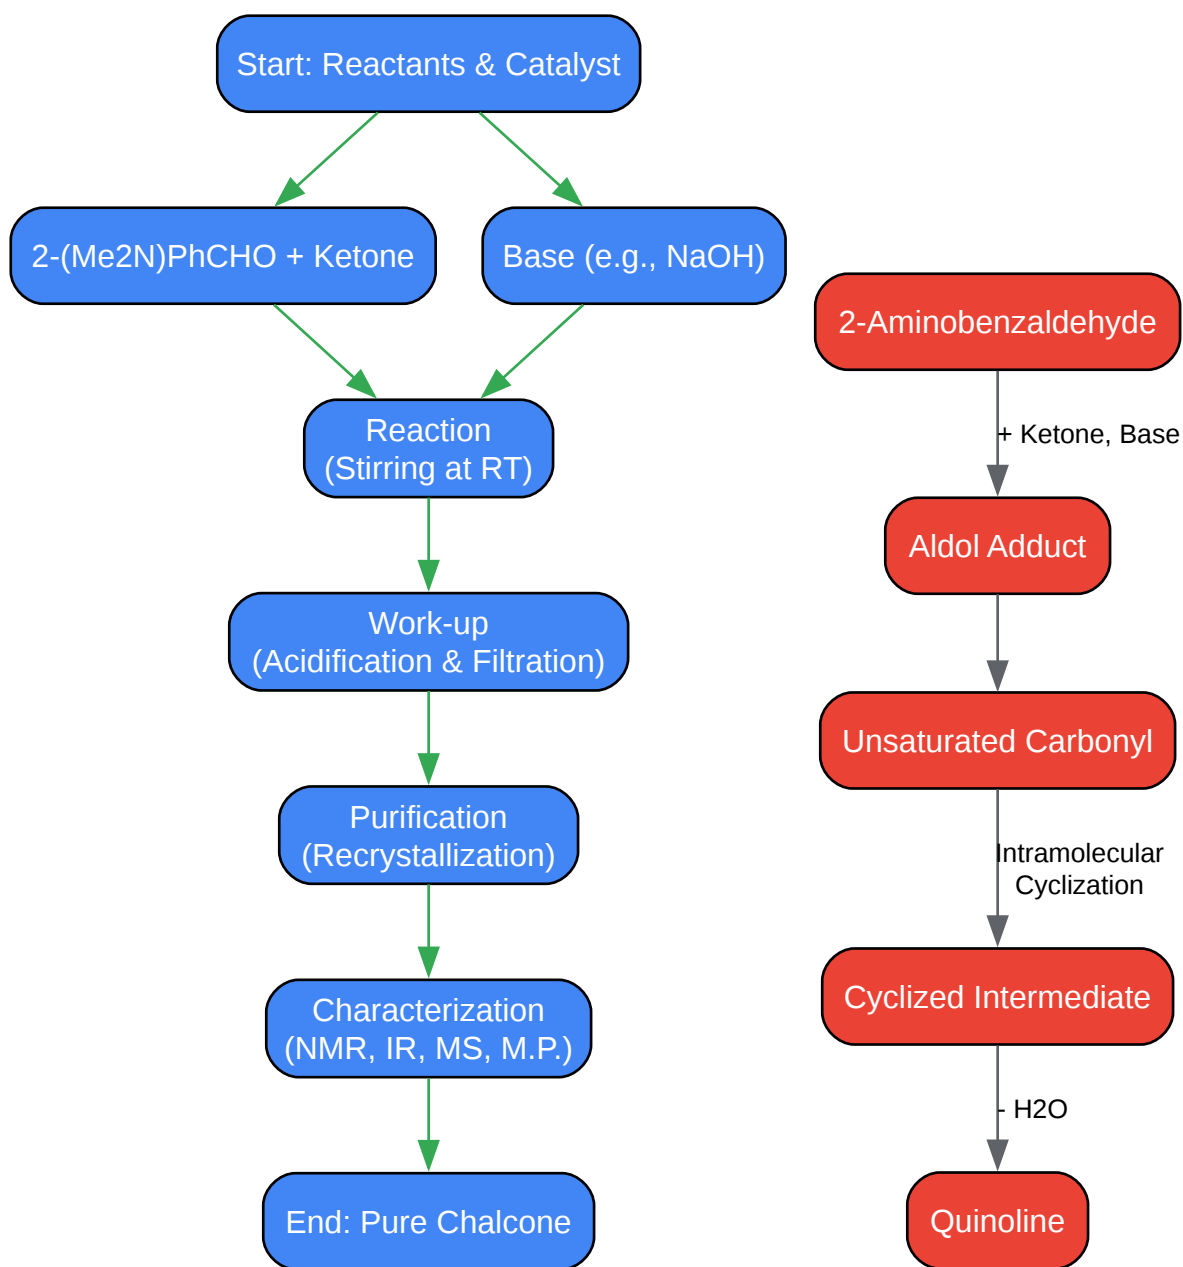 Start: Reactants & Catalyst
2-(Me2N)PhCHO + Ketone
Base (e.g., NaOH)
Reaction
(Stirring at RT)
Work-up
(Acidification & Filtration)
Purification
(Recrystallization)
Characterization
(NMR, IR, MS, M.P.)
End: Pure Chalcone
2-Aminobenzaldehyde
+ Ketone, Base
Aldol Adduct
Unsaturated Carbonyl
Intramolecular
Cyclization
Cyclized Intermediate
- H2O
Quinoline